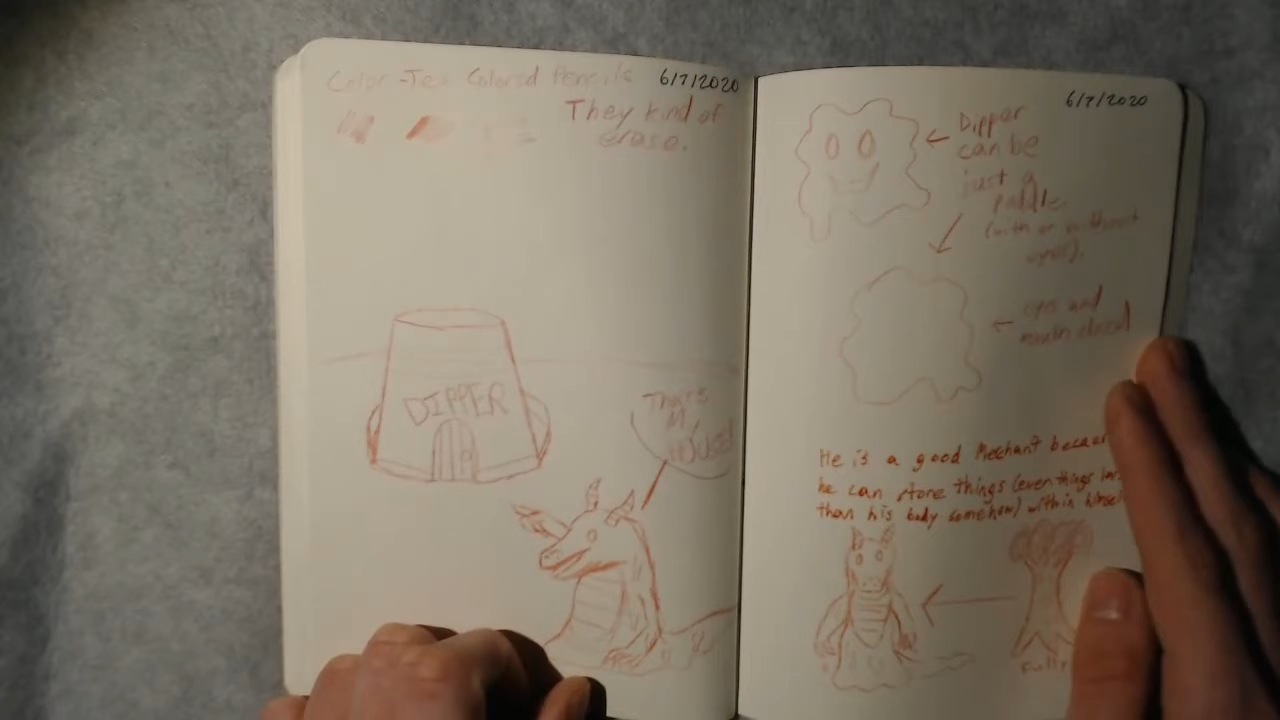 Color-Tex Colored Pencils 6/7/2020
They kind of
erase.
DIPPER
That's
My
House!
6/7/2020
Dipper
can be
just a
puddle
(with or without
eyes).
eyes and
mouth closed
He is a good Mechant becau
he can store things (even things lar
than his body somehow) within himsel
Fully